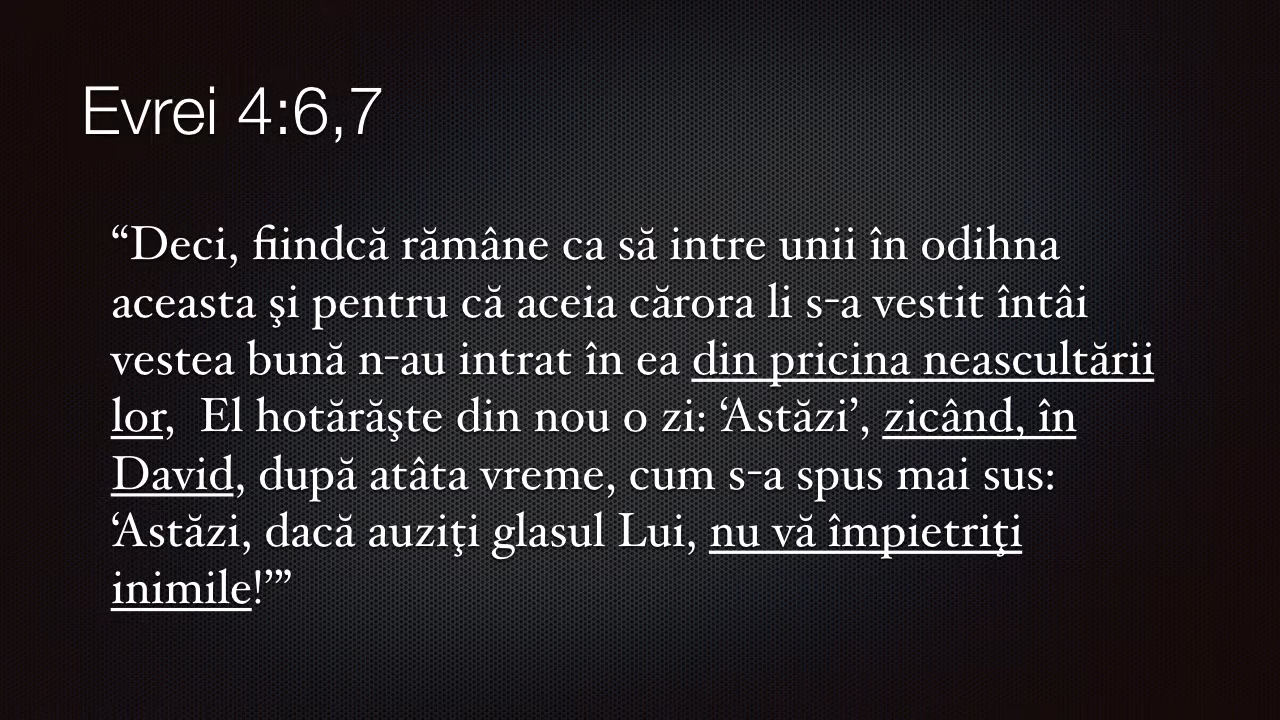 Evrei 4:6,7
“Deci, fiindcă rămâne ca să intre unii în odihna
aceasta şi pentru că aceia cărora li s-a vestit întâi
vestea bună n-au intrat în ea din pricina neascultării
lor,  El hotărăşte din nou o zi: ‘Astăzi’, zicând, în
David, după atâta vreme, cum s-a spus mai sus:
‘Astăzi, dacă auziţi glasul Lui, nu vă împietriţi
inimile!’”